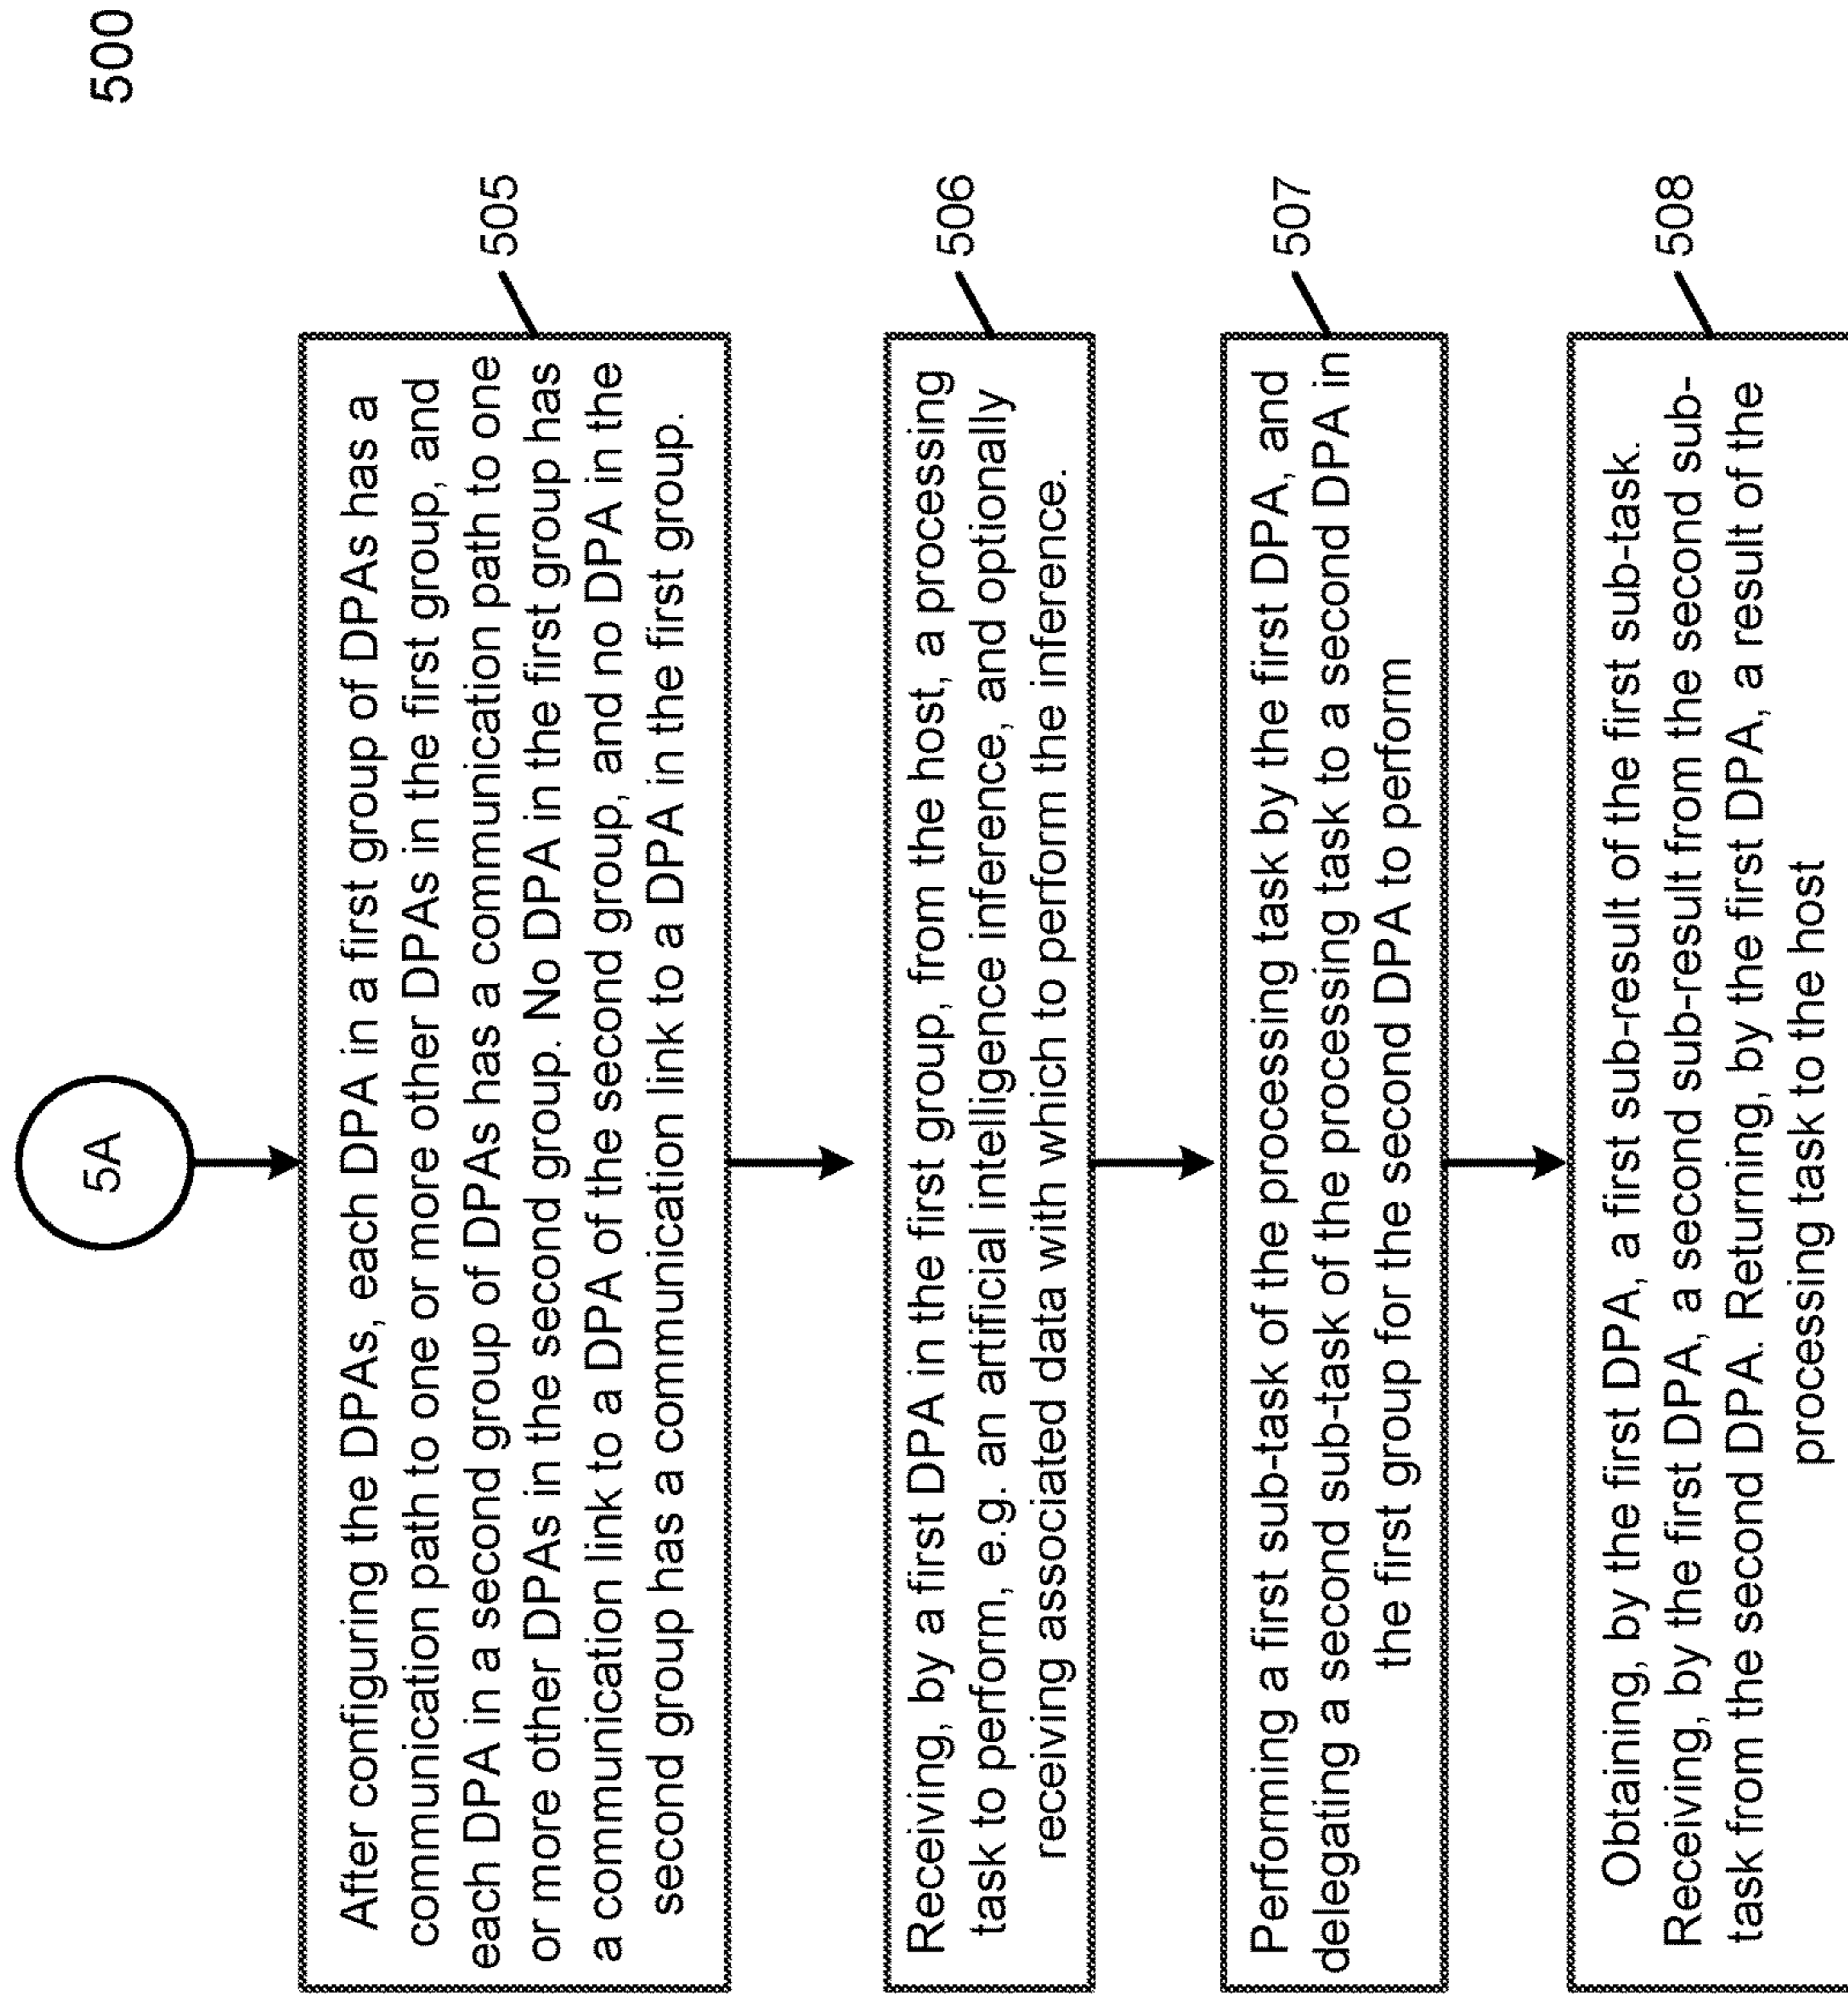 500
5A
After configuring the DPAs, each DPA in a first group of DPAs has a
communication path to one or more other DPAs in the first group, and
each DPA in a second group of DPAs has a communication path to one
or more other DPAs in the second group. No DPA in the first group has
a communication link to a DPA of the second group, and no DPA in the
second group has a communication link to a DPA in the first group.
505
Receiving, by a first DPA in the first group, from the host, a processing
task to perform, e.g. an artificial intelligence inference, and optionally
receiving associated data with which to perform the inference.
506
Performing a first sub-task of the processing task by the first DPA, and
delegating a second sub-task of the processing task to a second DPA in
the first group for the second DPA to perform
507
Obtaining, by the first DPA, a first sub-result of the first sub-task.
Receiving, by the first DPA, a second sub-result from the second sub-
task from the second DPA. Returning, by the first DPA, a result of the
processing task to the host
508